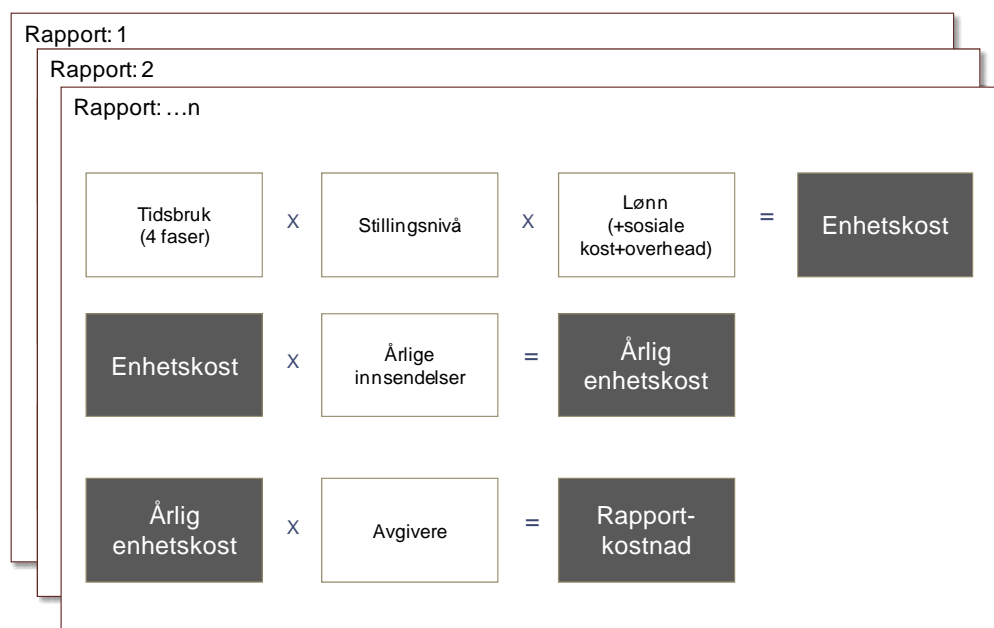 Rapport: 1
Rapport: 2
Rapport: …n
Tidsbruk
(4 faser)
X
Stillingsnivå
X
Lønn
(+sosiale
kost+overhead)
=
Enhetskost
Enhetskost
X
Årlige
innsendelser
=
Årlig
enhetskost
Årlig
enhetskost
X
Avgivere
=
Rapport-
kostnad